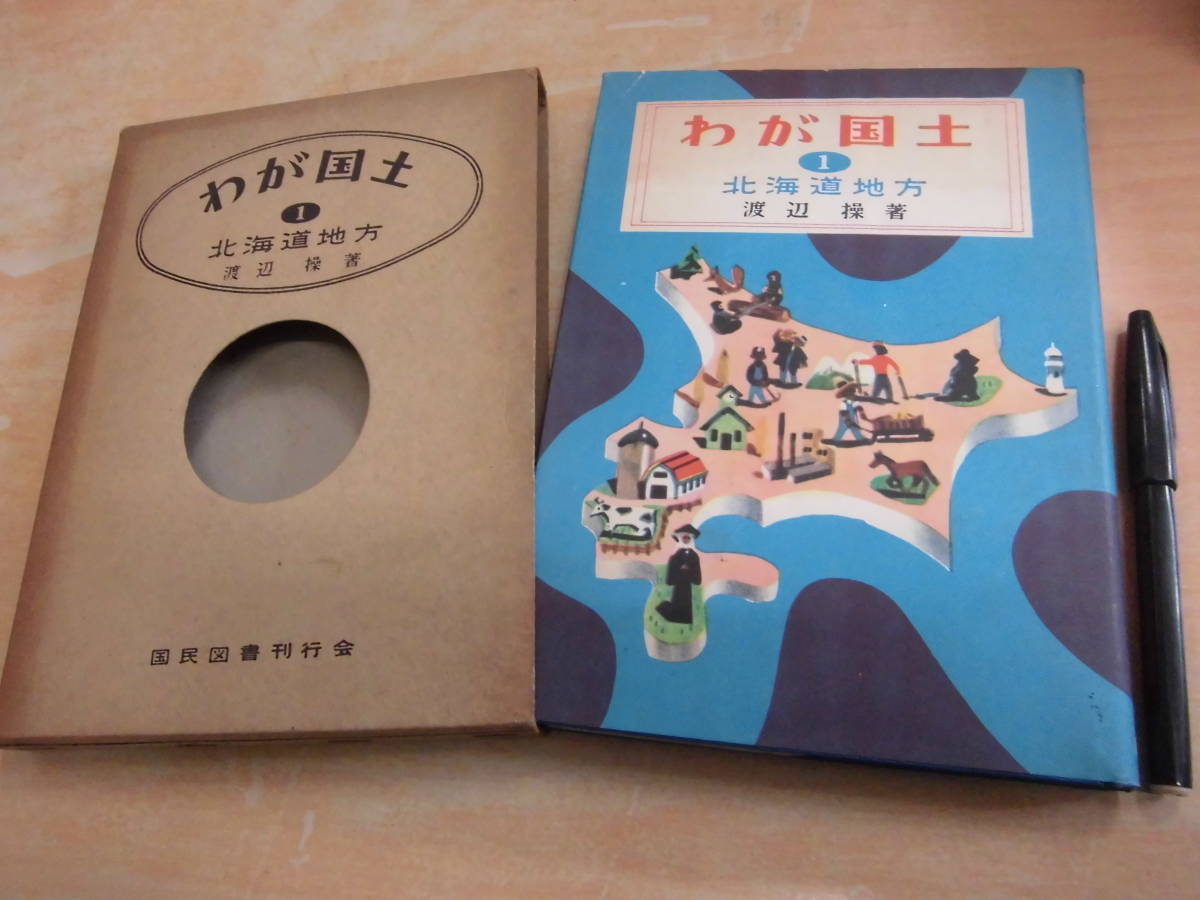 わが国土
1
北海道地方
渡辺 操 著
国民図書刊行会
わが国土
1
北海道地方
渡辺 操 著